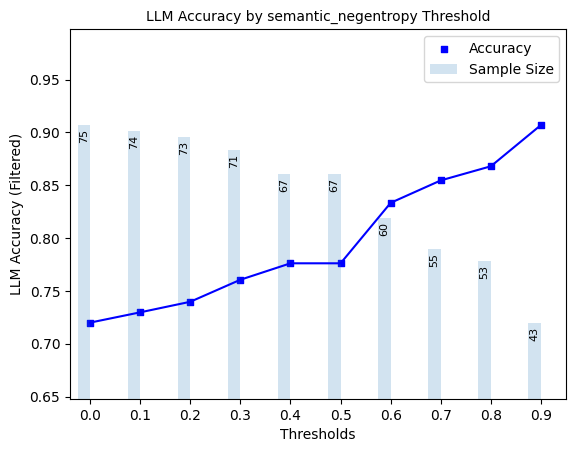 LLM Accuracy by semantic_negentropy Threshold
Accuracy
Sample Size
LLM Accuracy (Filtered)
0.95
0.90
0.85
0.80
0.75
0.70
0.65
75
74
73
71
67
67
60
55
53
43
0.0 0.1 0.2 0.3 0.4 0.5 0.6 0.7 0.8 0.9
Thresholds